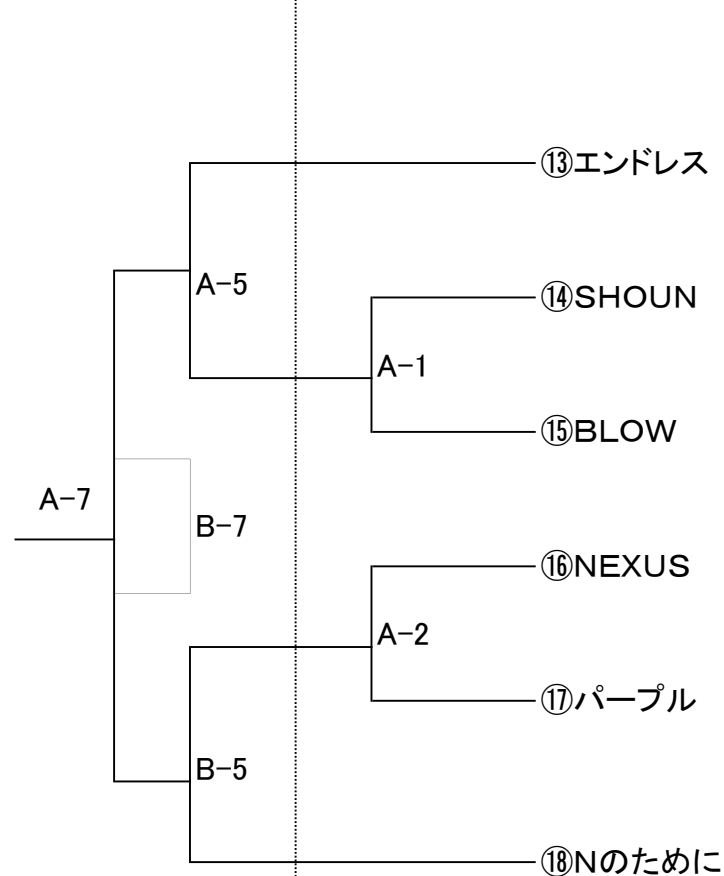 ⑬エンドレス
A-5
⑭SHOUN
A-1
⑮BLOW
A-7
B-7
⑯NEXUS
A-2
⑰パープル
B-5
⑱Nのために